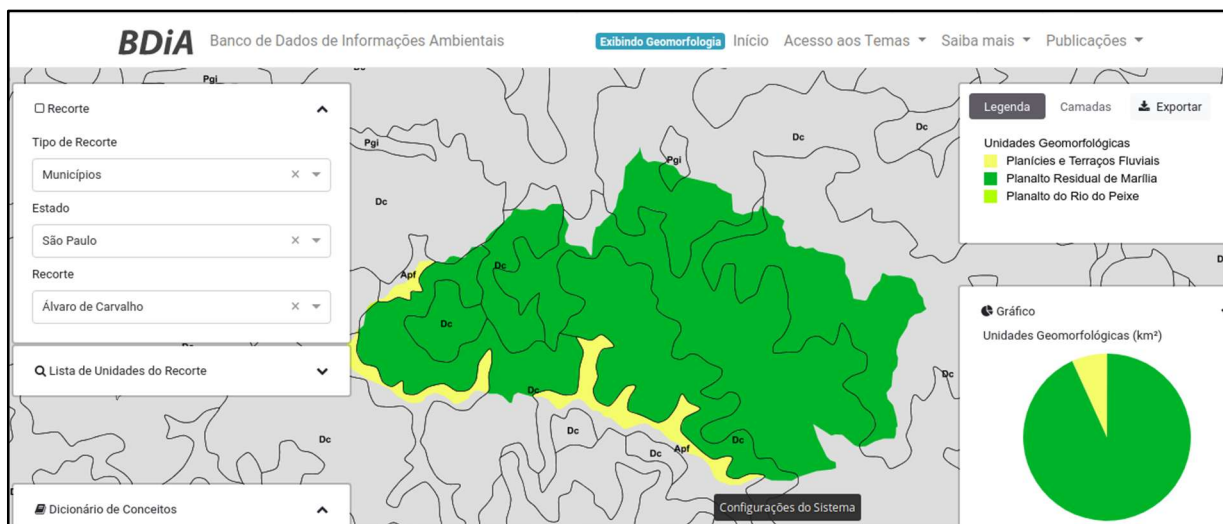 BDiA Banco de Dados de Informações Ambientais Exibindo Geomorfologia Início Acesso aos Temas Saiba mais Publicações
Recorte
Tipo de Recorte
Municípios
Estado
São Paulo
Recorte
Álvaro de Carvalho
Lista de Unidades do Recorte
Dicionário de Conceitos
Pgi
Pgi
Dc
Pgi
Dc
Dc
Apf
Dc
Dc
Dc
Dc
Dc
Apf
Dc
Dc
Dc
Dc
Legenda Camadas Exportar
Unidades Geomorfológicas
Planícies e Terraços Fluviais
Planalto Residual de Marília
Planalto do Rio do Peixe
Gráfico
Unidades Geomorfológicas (km²)
Configurações do Sistema